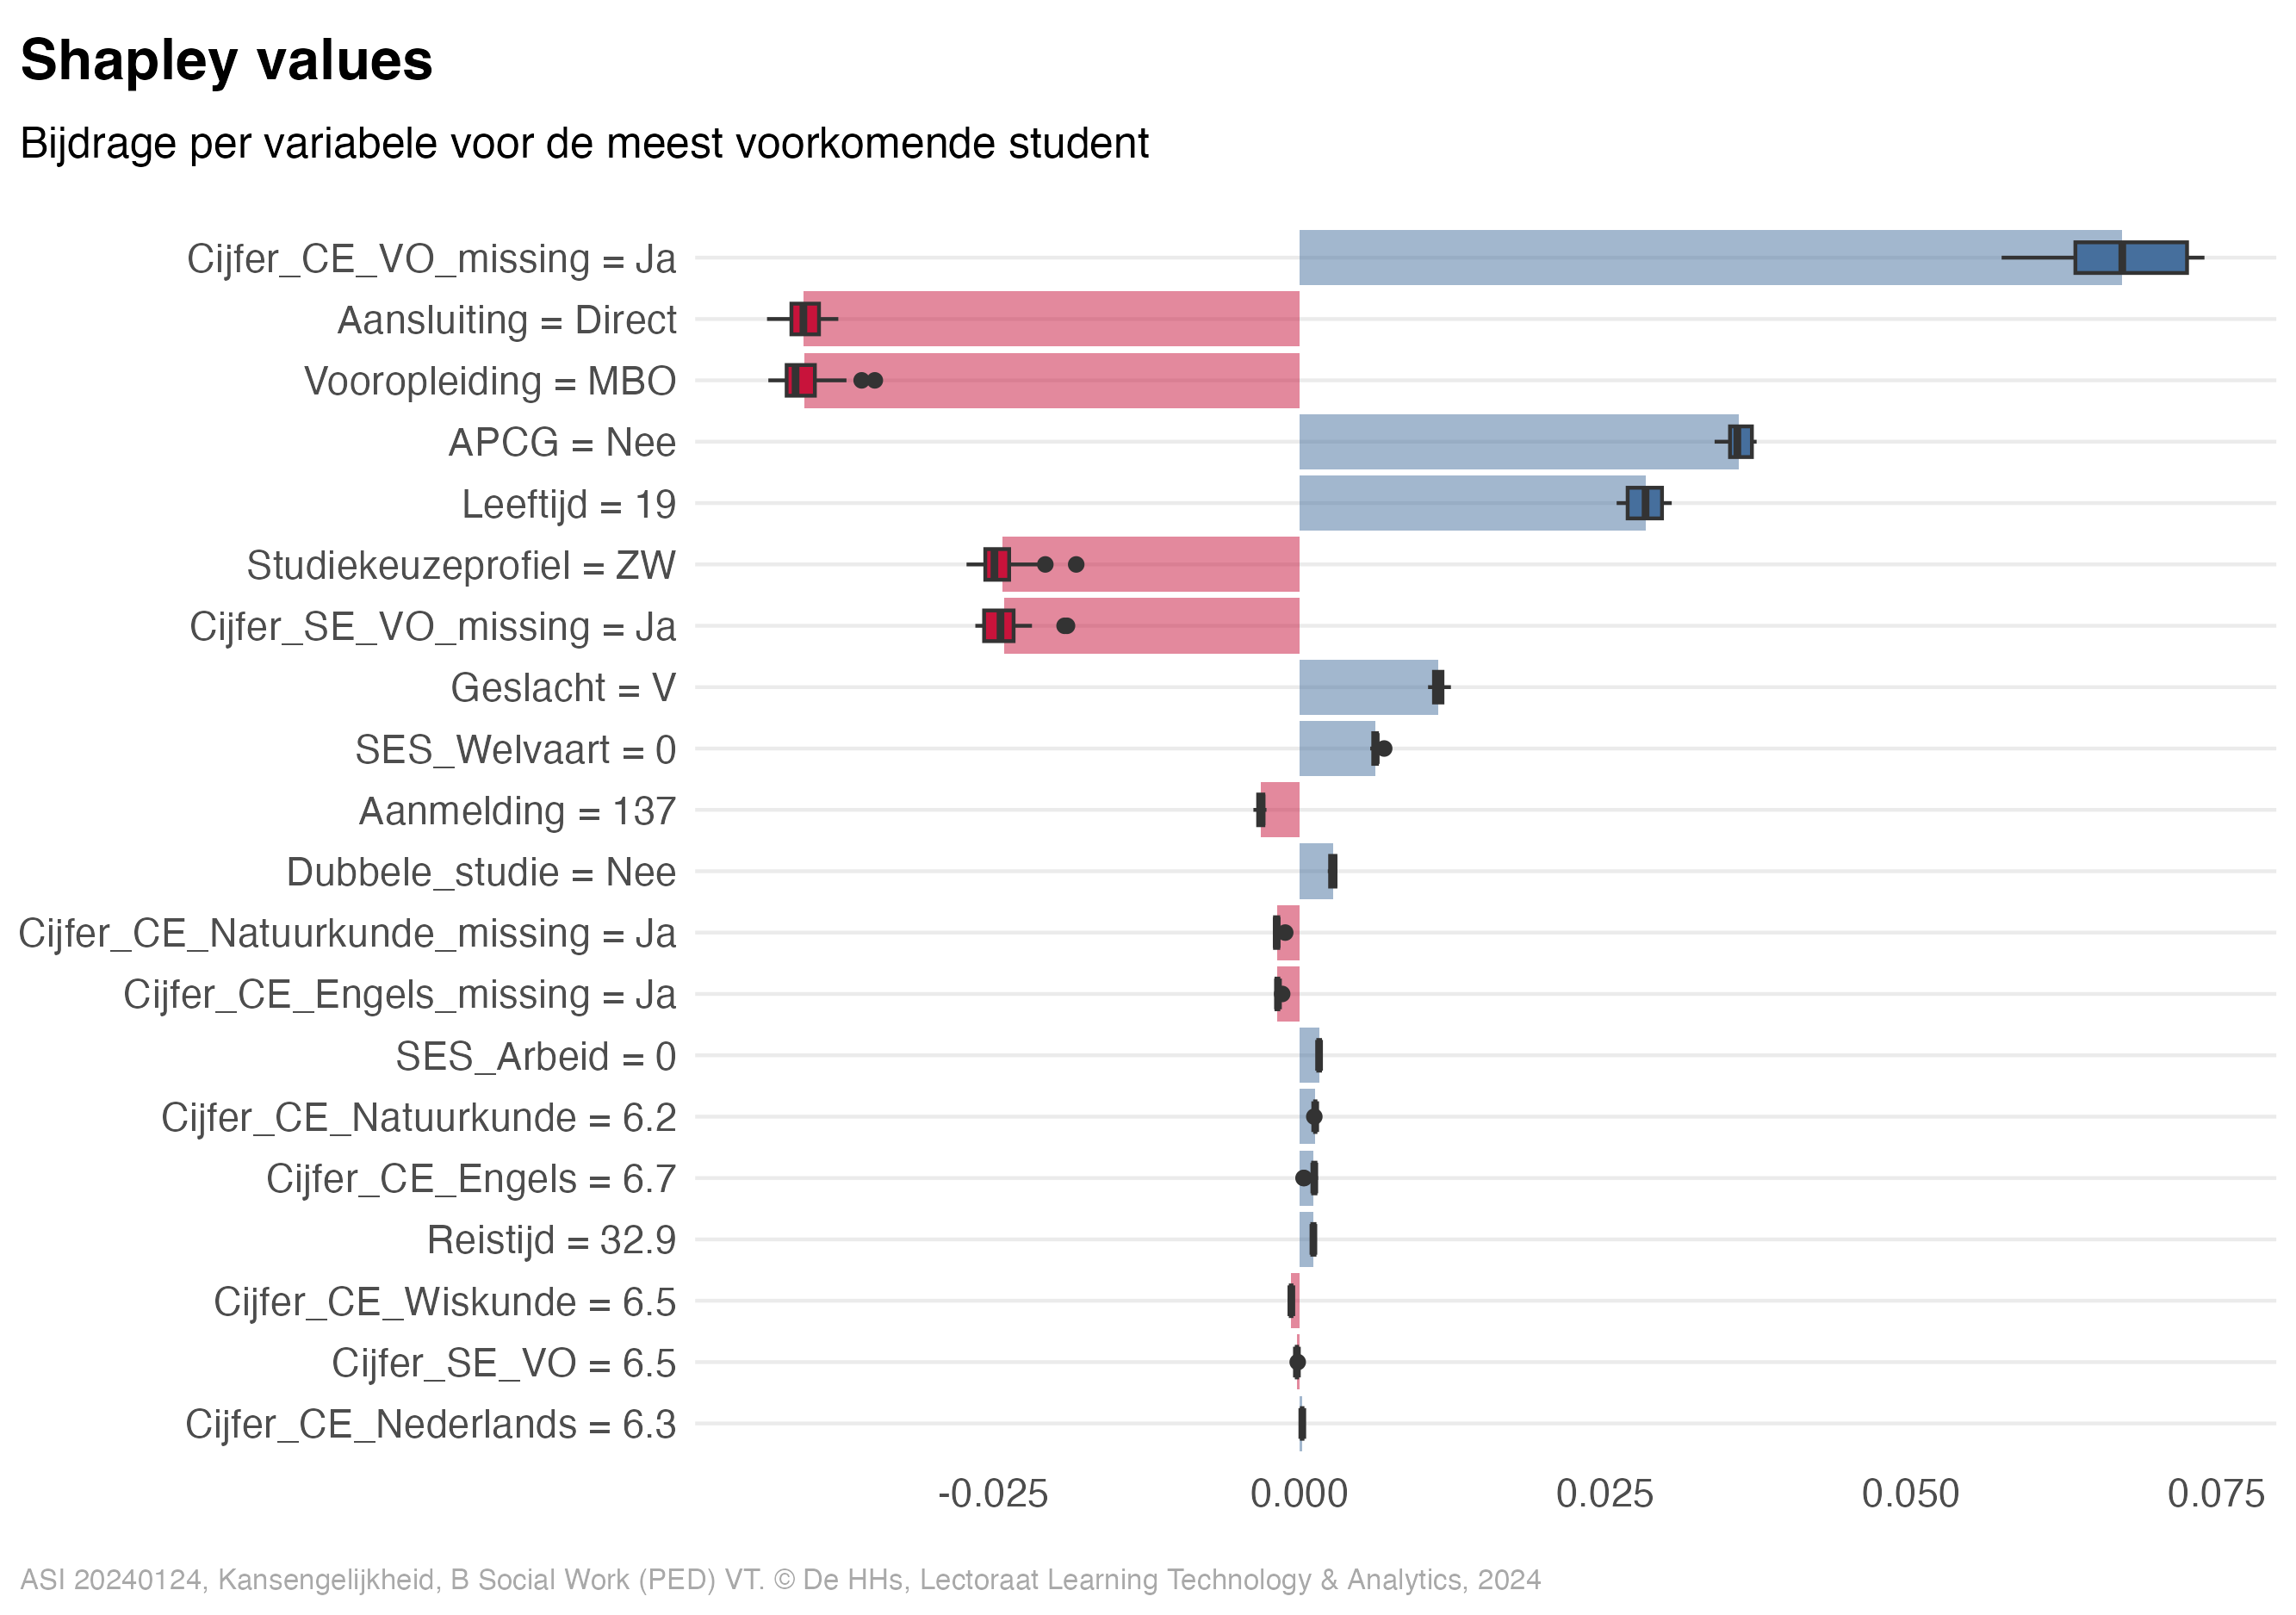 Shapley values
Bijdrage per variabele voor de meest voorkomende student
Cijfer_CE_VO_missing = Ja
Aansluiting = Direct
Vooropleiding = MBO
APCG = Nee
Leeftijd = 19
Studiekeuzeprofiel = ZW
Cijfer_SE_VO_missing = Ja
Geslacht = V
SES_Welvaart = 0
Aanmelding = 137
Dubbele_studie = Nee
Cijfer_CE_Natuurkunde_missing = Ja
Cijfer_CE_Engels_missing = Ja
SES_Arbeid = 0
Cijfer_CE_Natuurkunde = 6.2
Cijfer_CE_Engels = 6.7
Reistijd = 32.9
Cijfer_CE_Wiskunde = 6.5
Cijfer_SE_VO = 6.5
Cijfer_CE_Nederlands = 6.3
-0.025 0.000 0.025 0.050 0.075
ASI 20240124, Kansengelijkheid, B Social Work (PED) VT. © De HHs, Lectoraat Learning Technology & Analytics, 2024